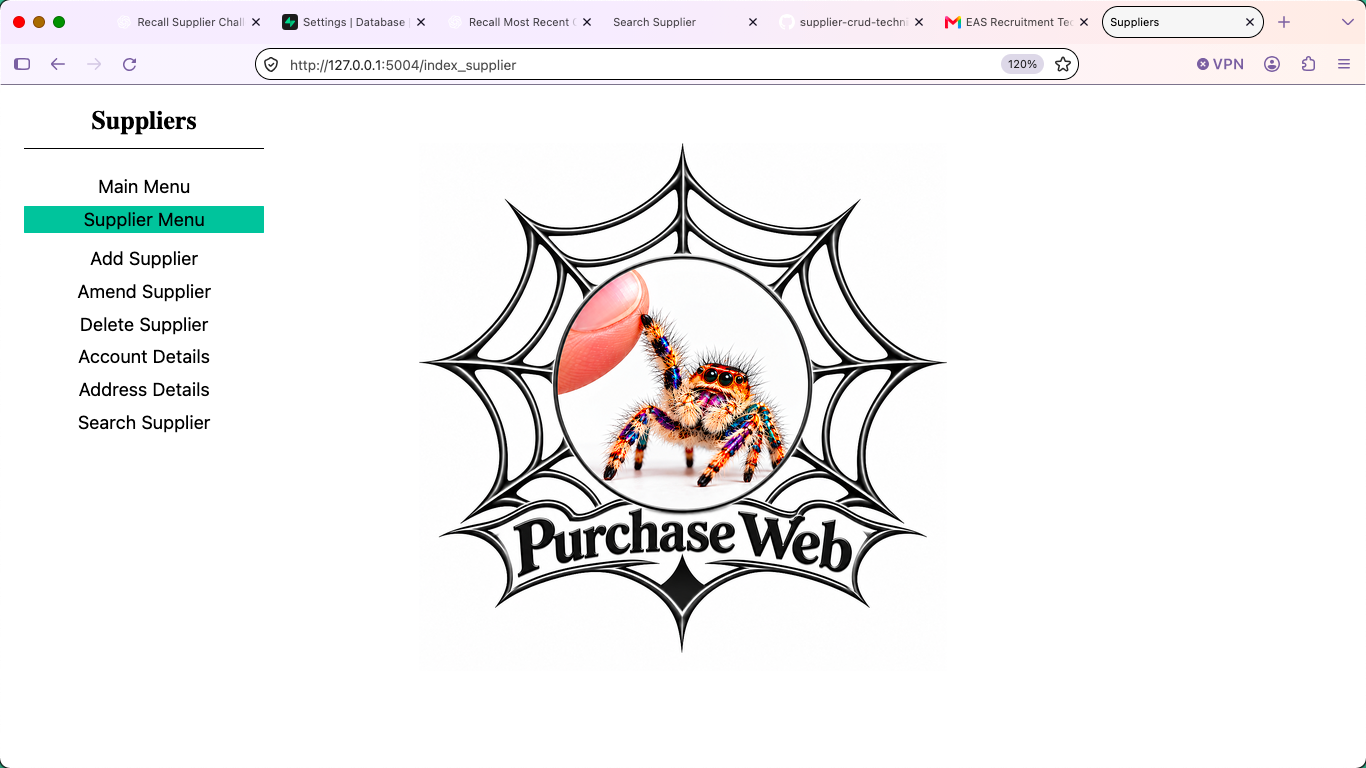 Recall Supplier Chall
Settings | Database
Recall Most Recent
Search Supplier
supplier-crud-techni
EAS Recruitment Tec
Suppliers
http://127.0.0.1:5004/index_supplier
120%
VPN
Suppliers
Main Menu
Supplier Menu
Add Supplier
Amend Supplier
Delete Supplier
Account Details
Address Details
Search Supplier
Purchase Web